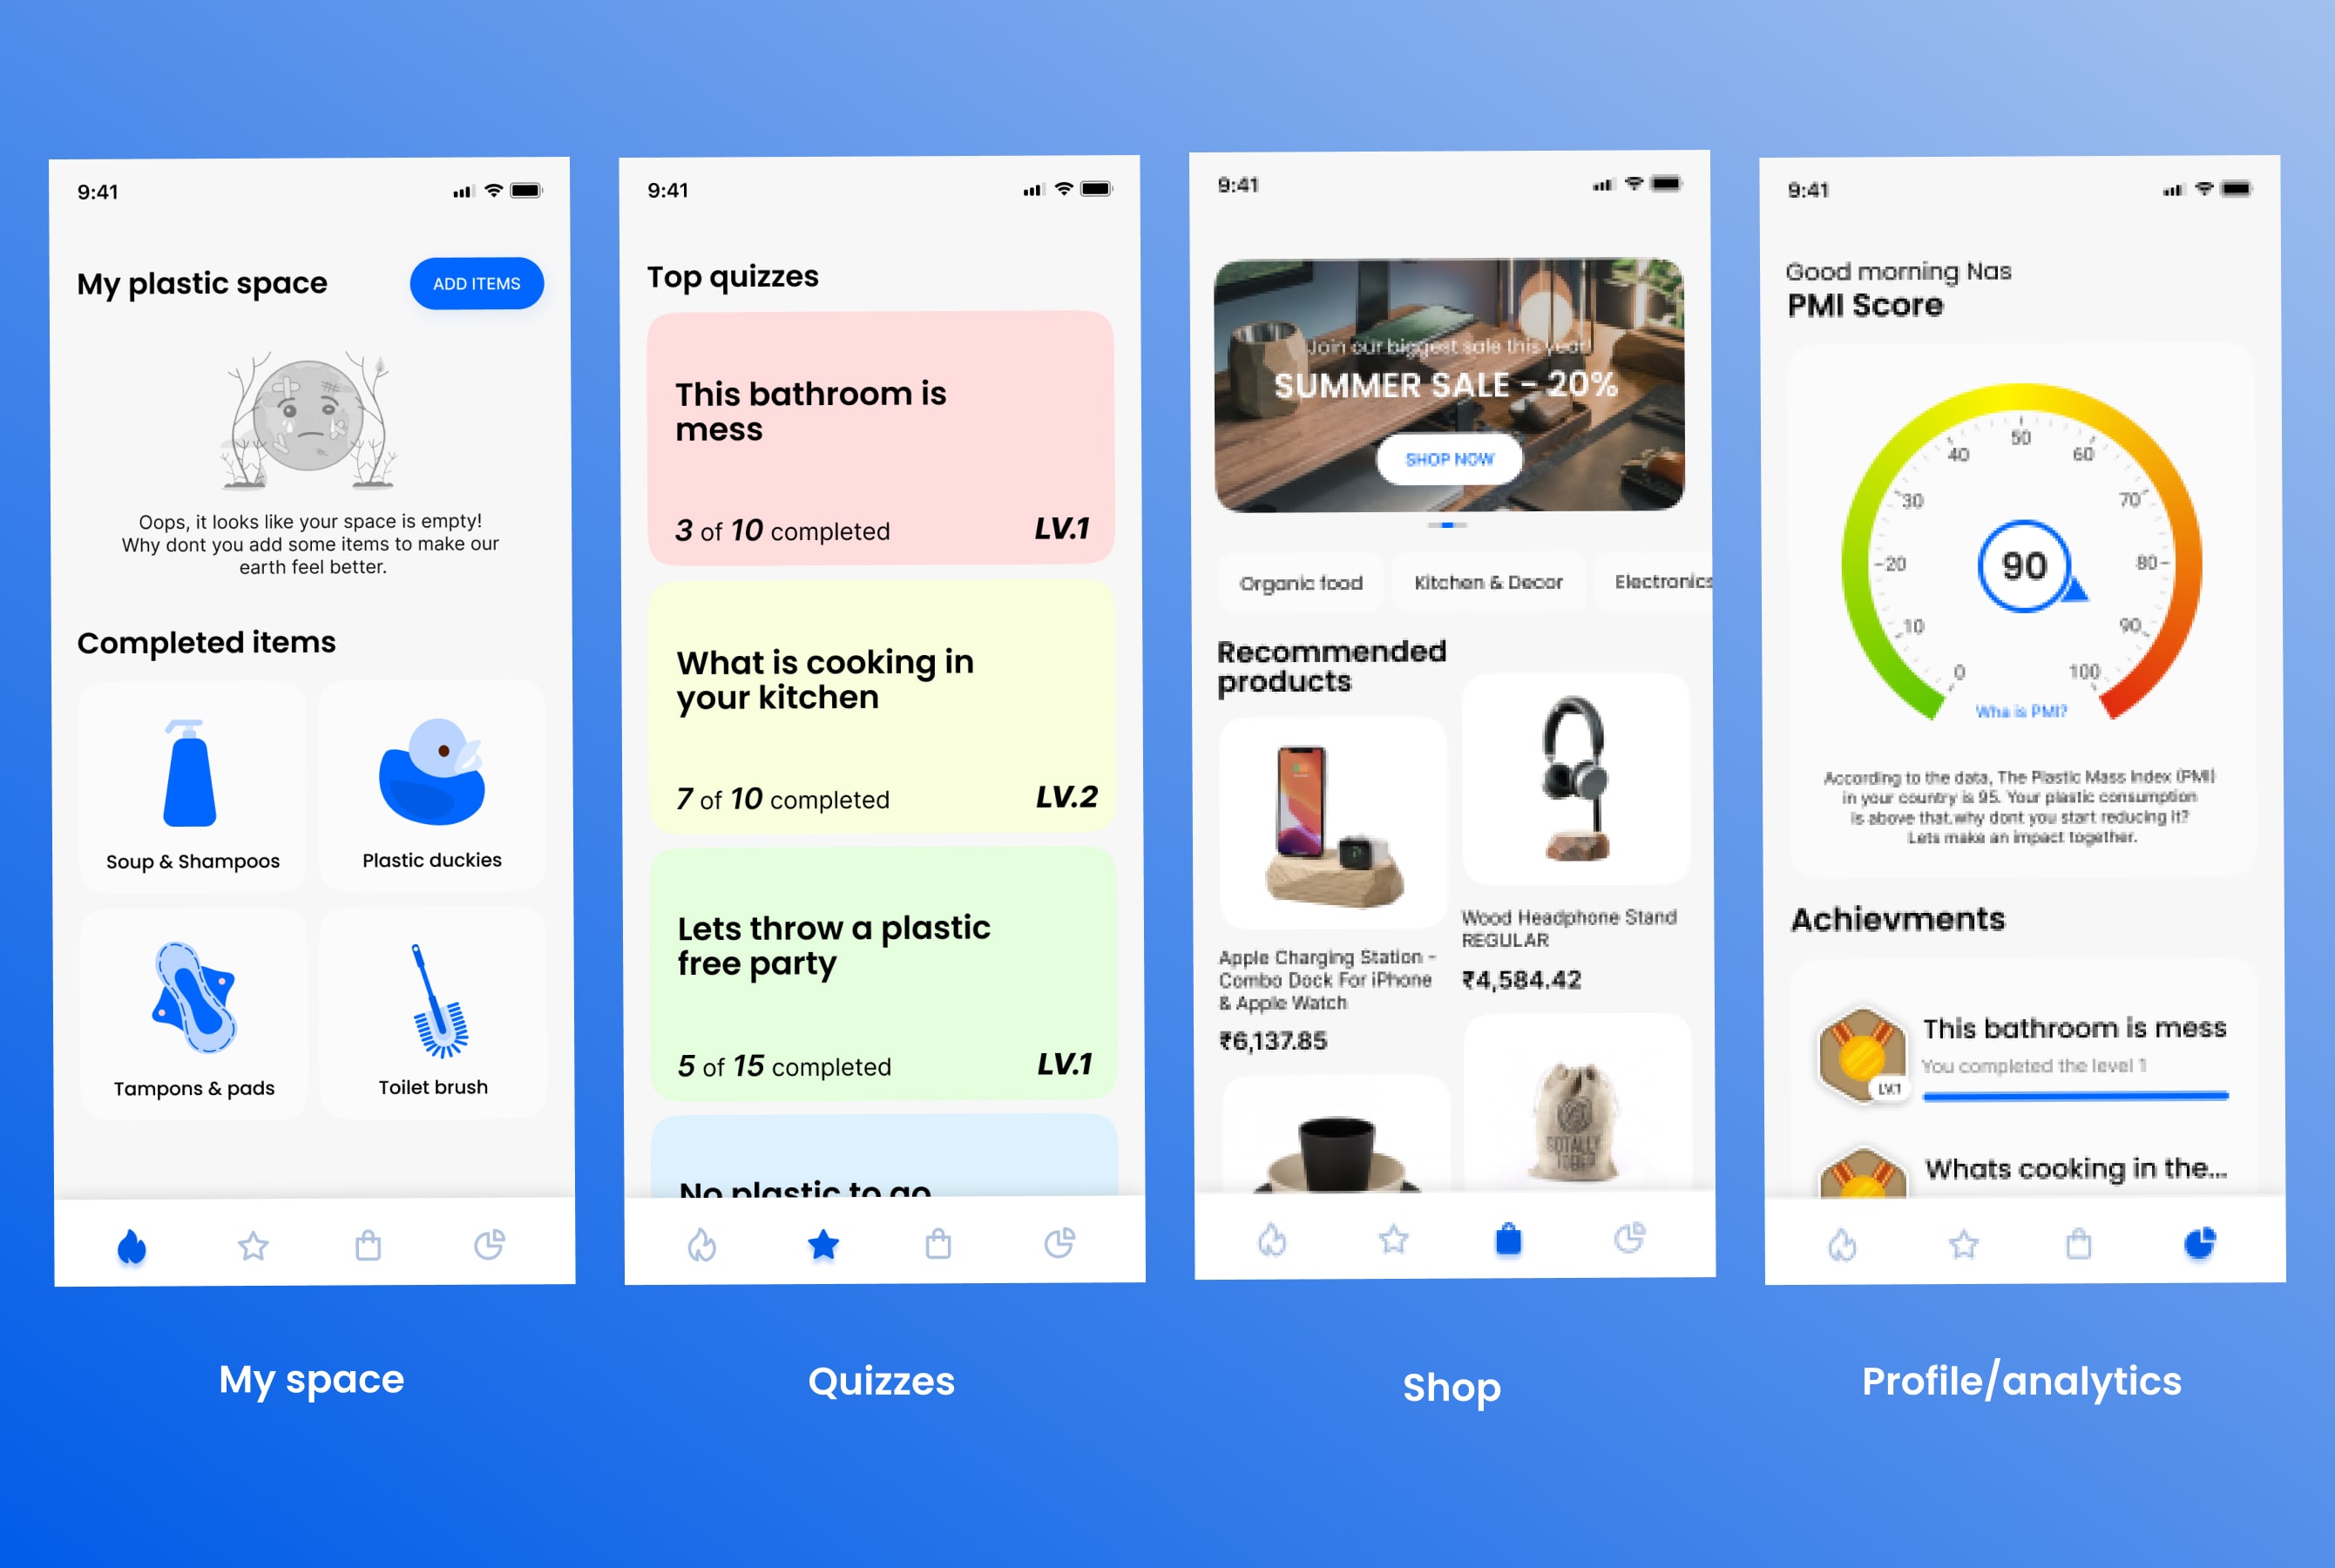 9:41
My plastic space
ADD ITEMS
Oops, it looks like your space is empty!
Why dont you add some items to make our
earth feel better.
Completed items
Soup & Shampoos
Plastic duckies
Tampons & pads
Toilet brush
My space
9:41
Top quizzes
This bathroom is
mess
3 of 10 completed
LV.1
What is cooking in
your kitchen
7 of 10 completed
LV.2
Lets throw a plastic
free party
5 of 15 completed
LV.1
No plastic to go
Quizzes
9:41
Join our biggest sale this year!
SUMMER SALE - 20%
SHOP NOW
Organic food
Kitchen & Decor
Electronics
Recommended
products
Apple Charging Station -
Combo Dock For iPhone
& Apple Watch
₹6,137.85
Wood Headphone Stand
REGULAR
₹4,584.42
SOTALLY
TOBER
Shop
9:41
Good morning Nas
PMI Score
0
10
20
30
40
50
60
70
80
90
100
90
Wha is PMI?
According to the data, The Plastic Mass Index (PMI)
in your country is 95. Your plastic consumption
is above that,why dont you start reducing it?
Lets make an impact together.
Achievments
LV.1
This bathroom is mess
You completed the level 1
Whats cooking in the...
Profile/analytics